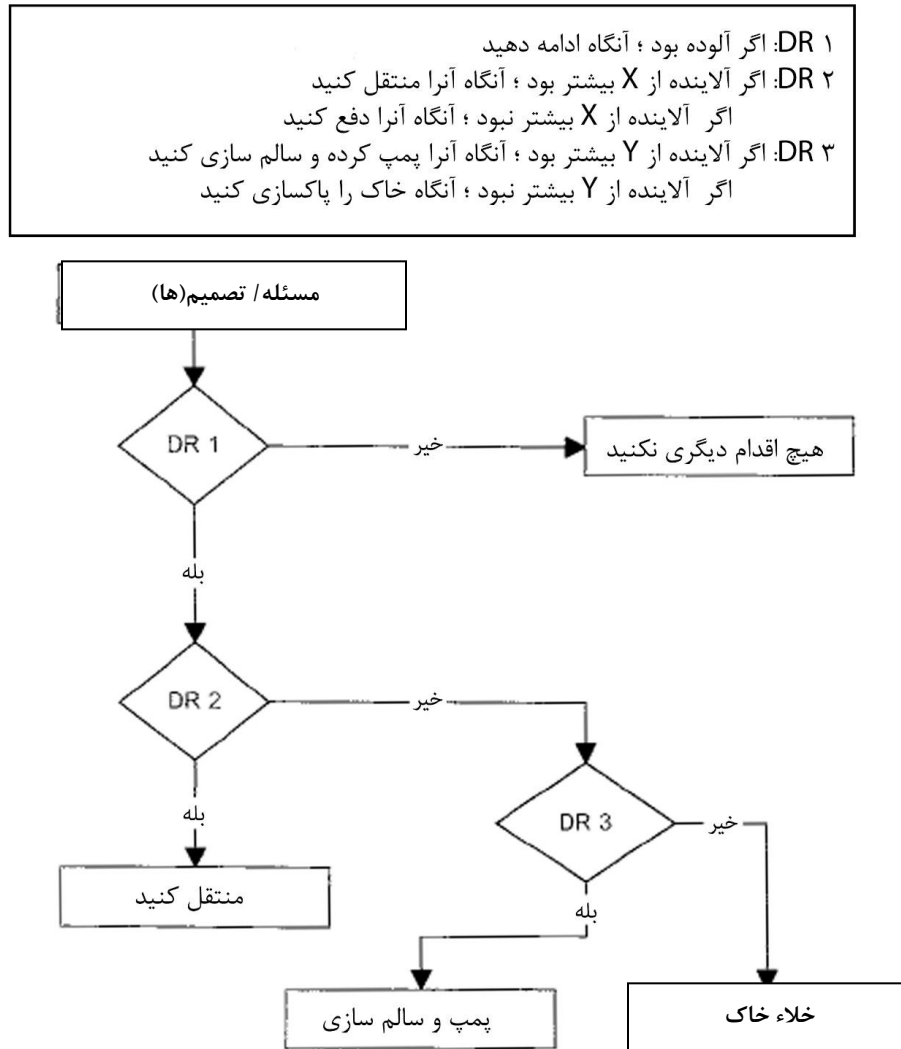 DR ۱: اگر آلوده بود ؛ آنگاه ادامه دهید
DR ۲: اگر آلاینده از X بیشتر بود ؛ آنگاه آنرا منتقل کنید
اگر آلاینده از X بیشتر نبود ؛ آنگاه آنرا دفع کنید
DR ۳: اگر آلاینده از Y بیشتر بود ؛ آنگاه آنرا پمپ کرده و سالم سازی کنید
اگر آلاینده از Y بیشتر نبود ؛ آنگاه خاک را پاکسازی کنید
مسئله/ تصمیم(ها)
DR 1
خیر
هیچ اقدام دیگری نکنید
بله
DR 2
خیر
بله
DR 3
خیر
منتقل کنید
بله
پمپ و سالم سازی
خلاء خاک